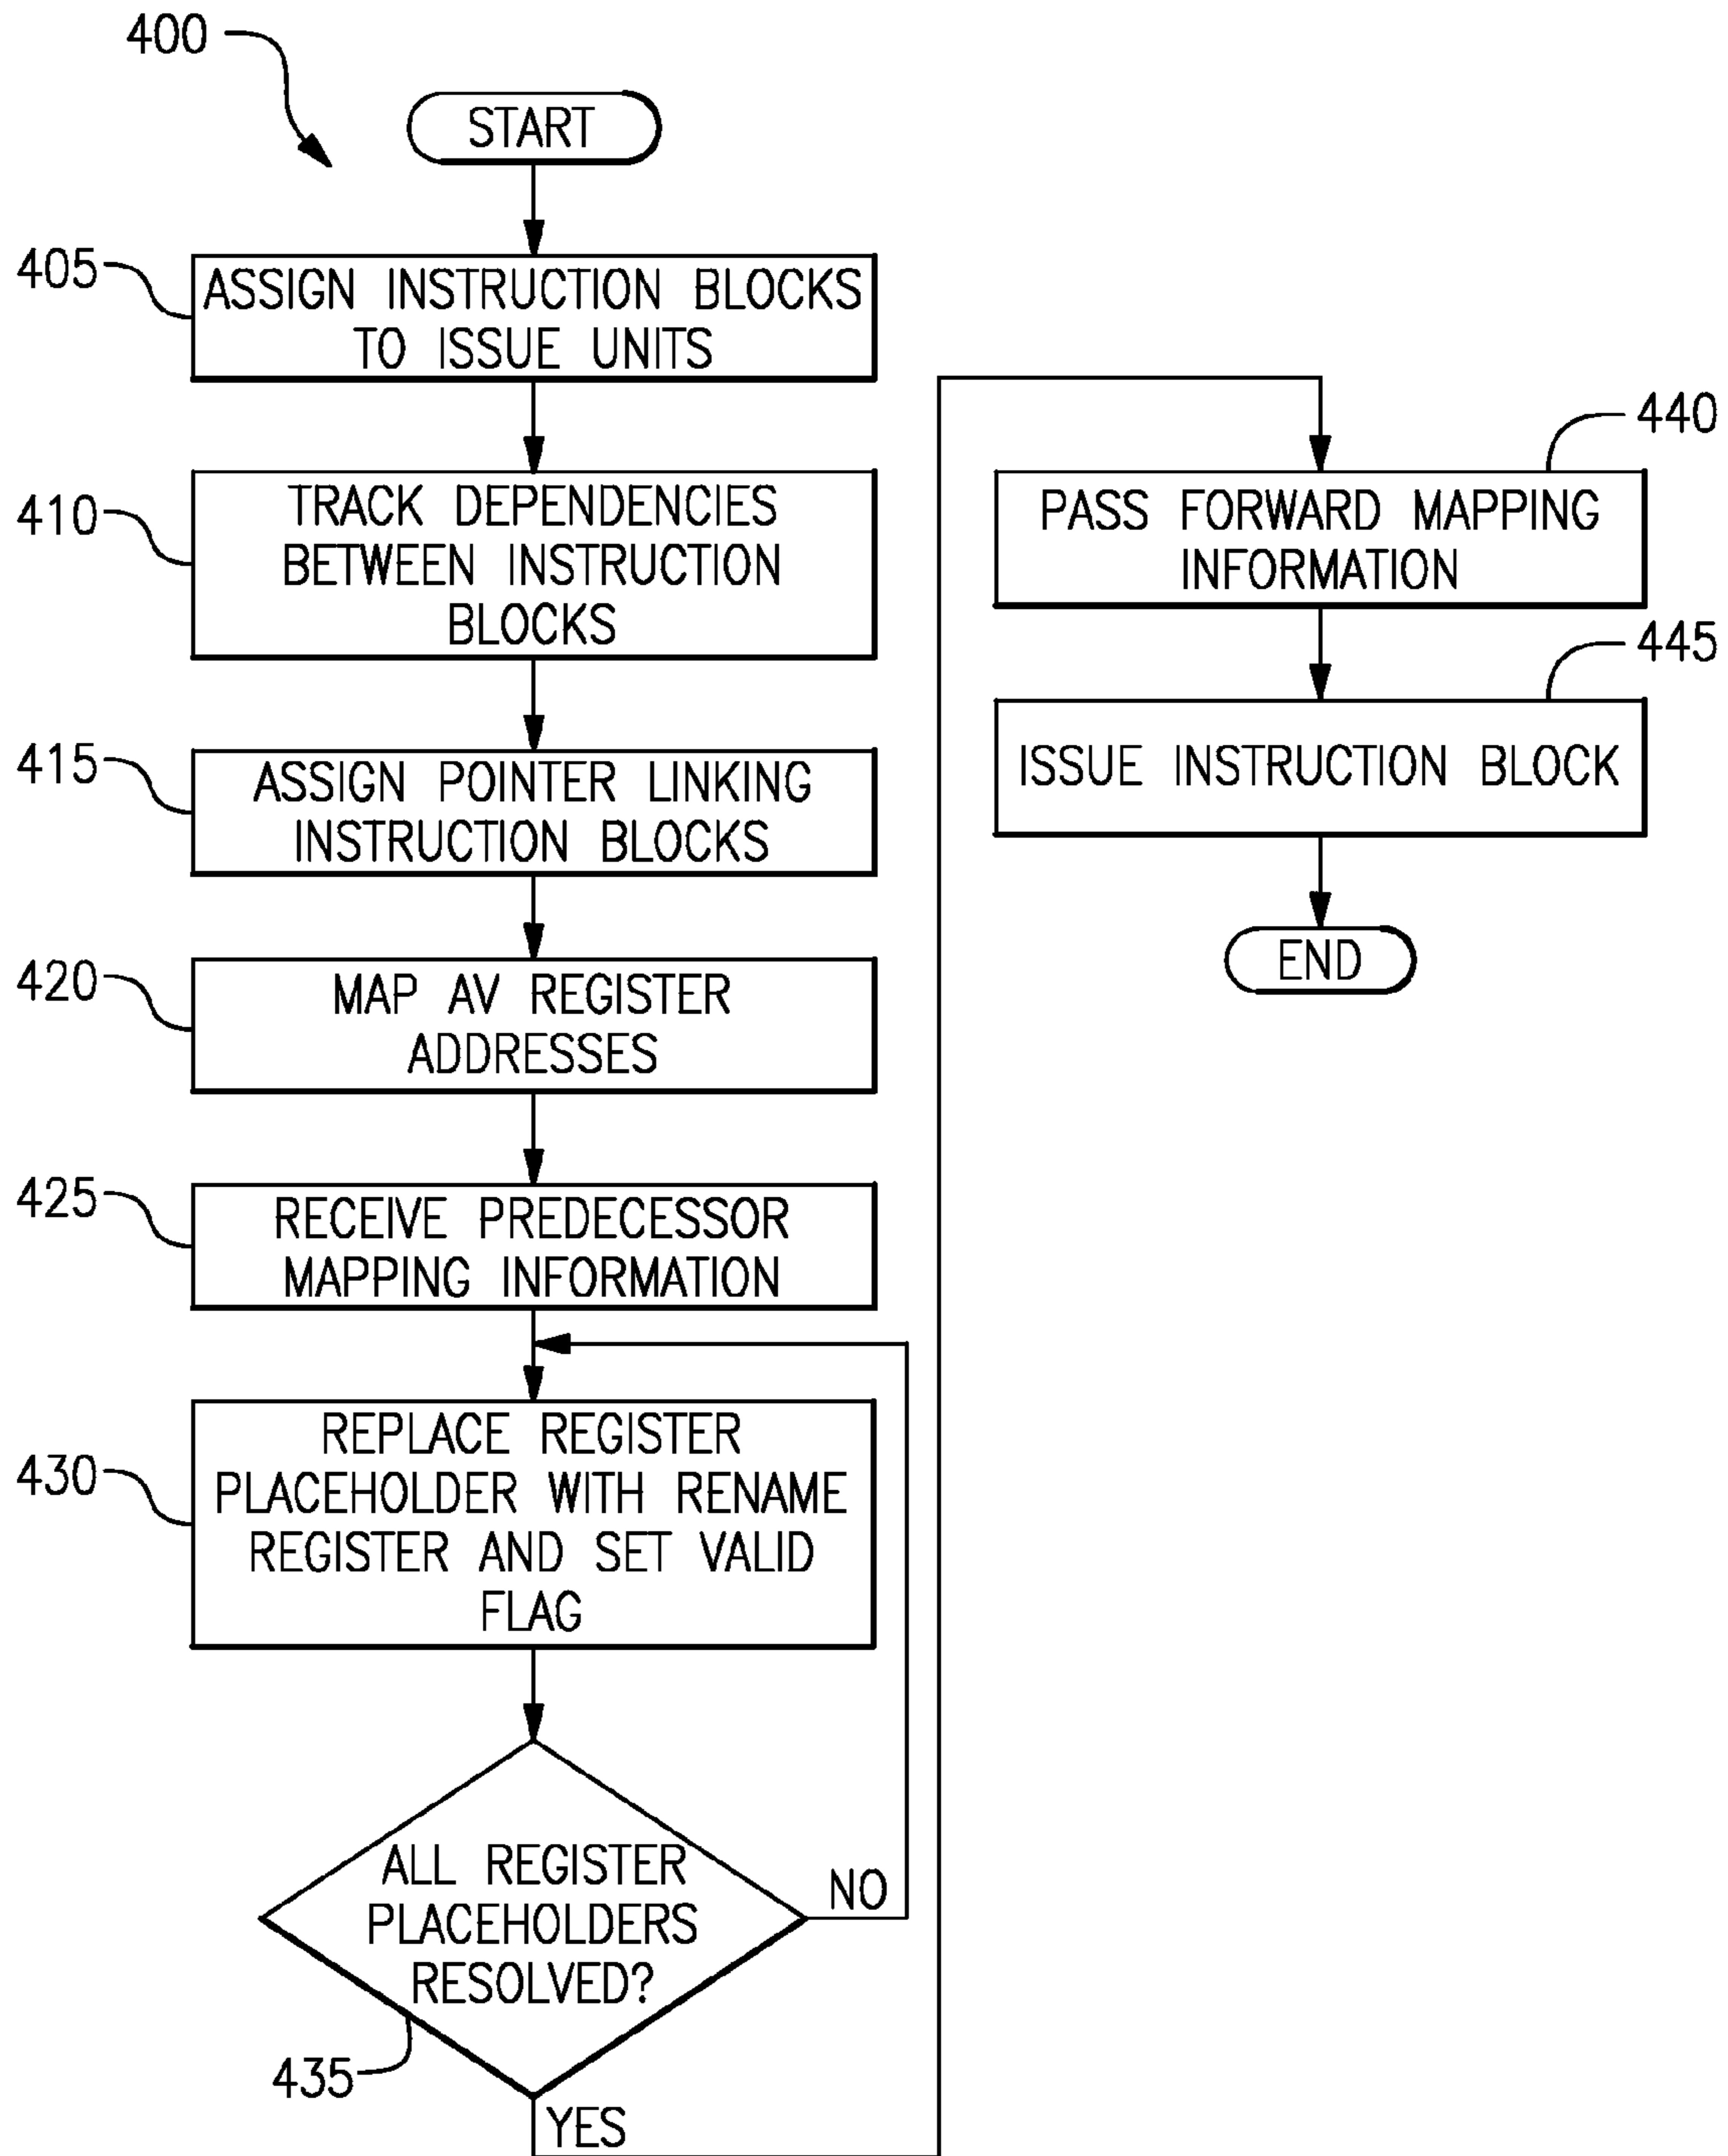 400
START
405
ASSIGN INSTRUCTION BLOCKS
TO ISSUE UNITS
410
TRACK DEPENDENCIES
BETWEEN INSTRUCTION
BLOCKS
415
ASSIGN POINTER LINKING
INSTRUCTION BLOCKS
420
MAP AV REGISTER
ADDRESSES
425
RECEIVE PREDECESSOR
MAPPING INFORMATION
430
REPLACE REGISTER
PLACEHOLDER WITH RENAME
REGISTER AND SET VALID
FLAG
ALL REGISTER
PLACEHOLDERS
RESOLVED?
NO
435
YES
440
PASS FORWARD MAPPING
INFORMATION
445
ISSUE INSTRUCTION BLOCK
END